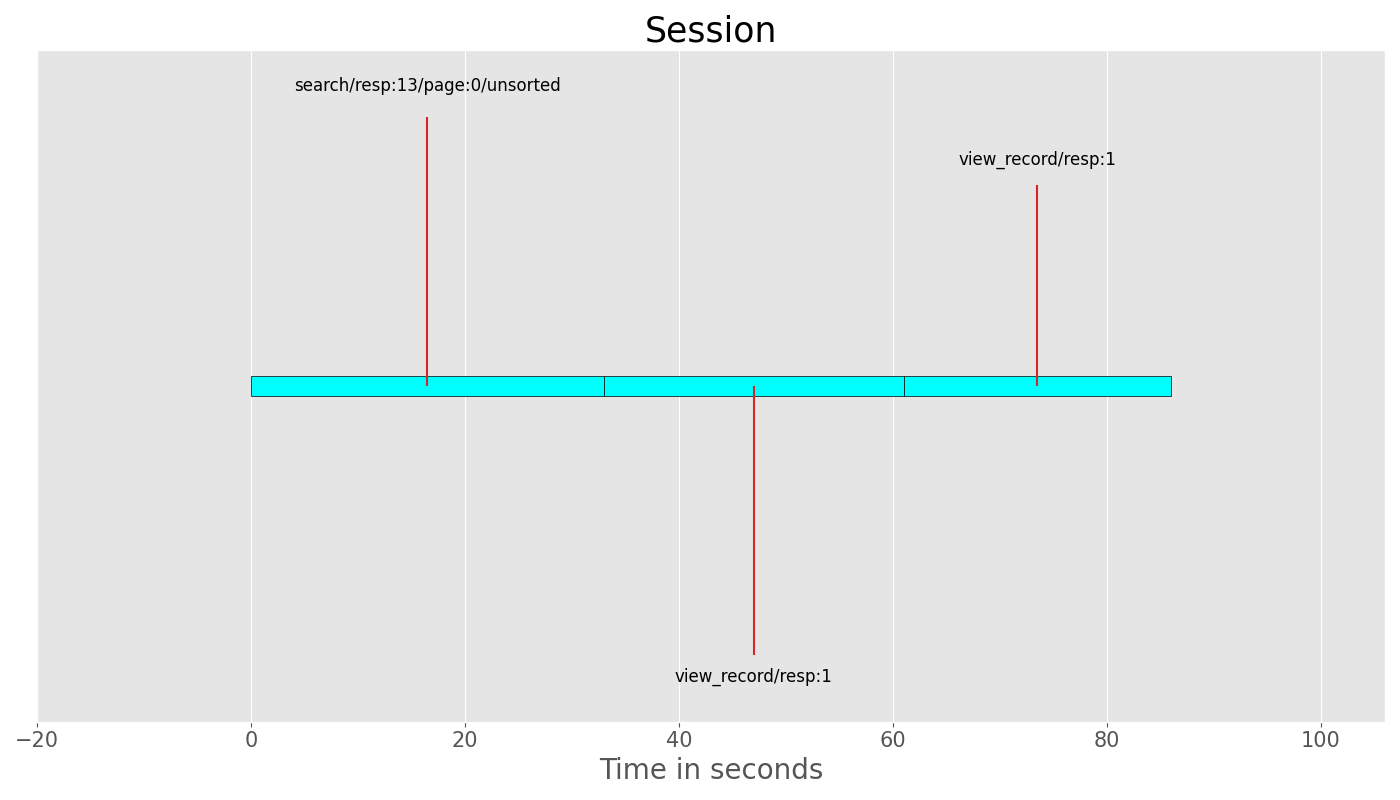 Session
search/resp:13/page:0/unsorted
view_record/resp:1
view_record/resp:1
−20 0 20 40 60 80 100
Time in seconds